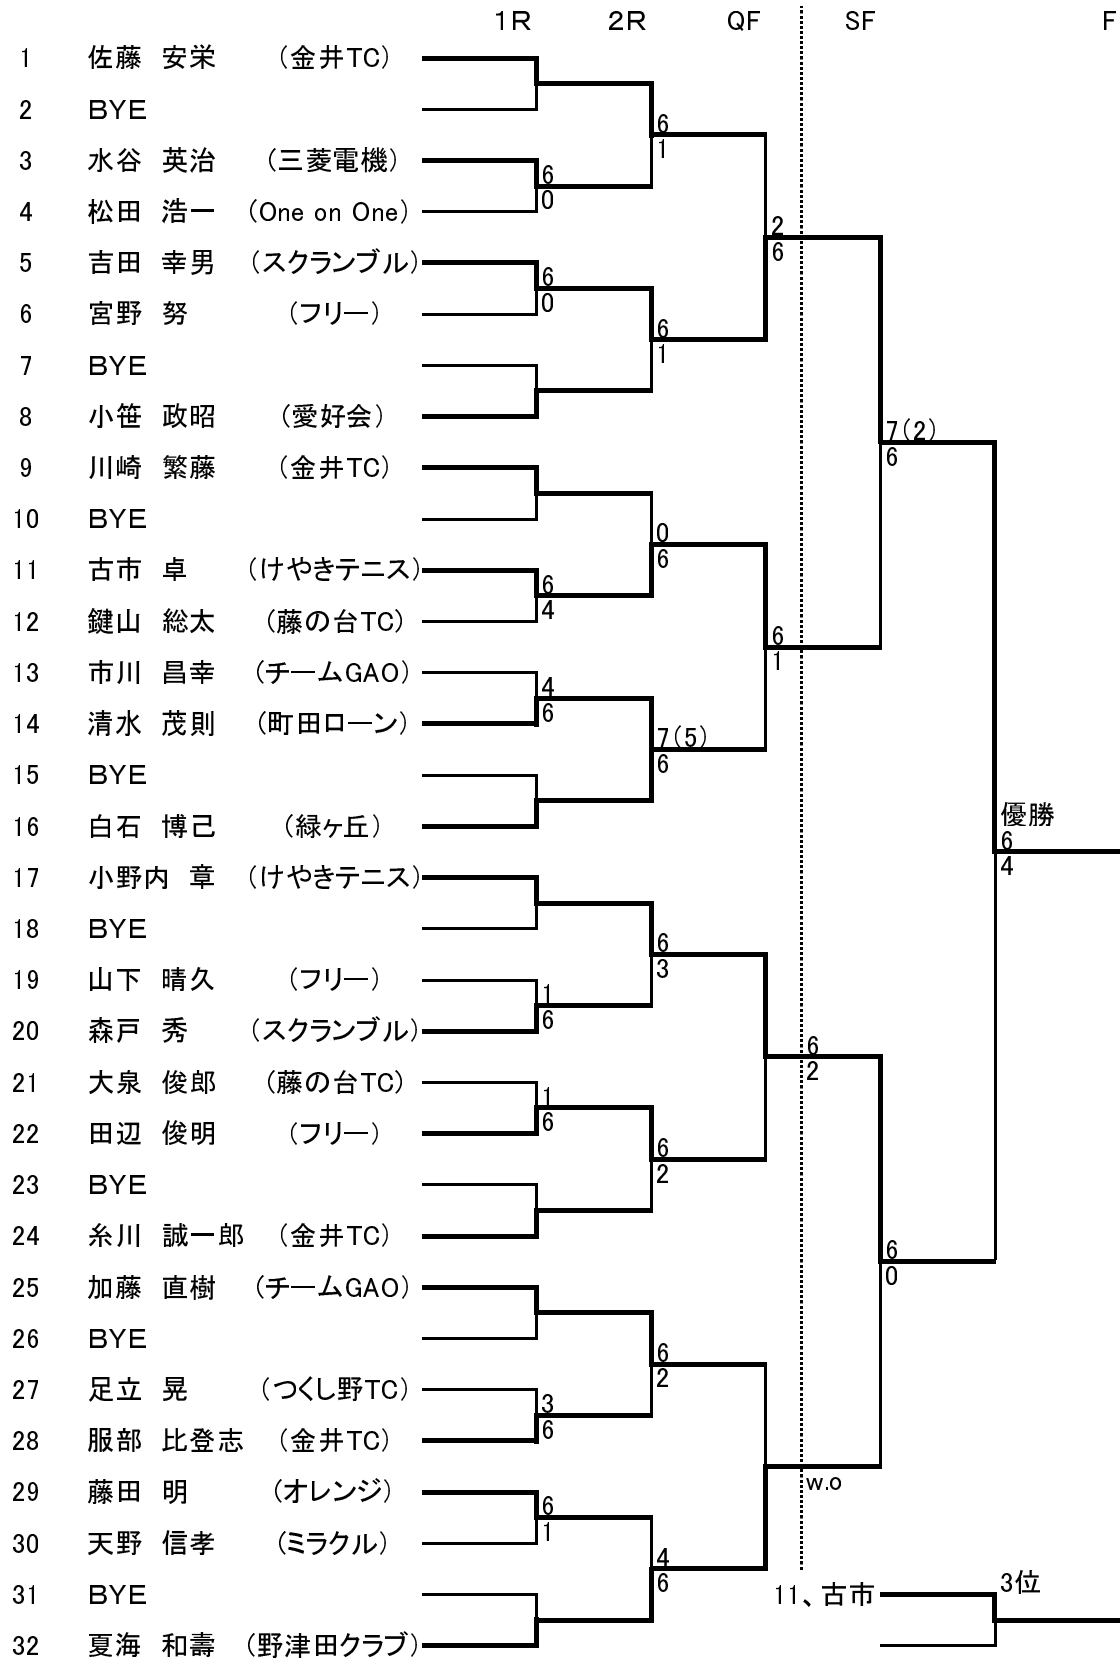 1R 2R QF SF F
1 佐藤 安栄 (金井TC)
2 BYE
6
1
3 水谷 英治 (三菱電機)
6
0
4 松田 浩一 (One on One)
2
6
5 吉田 幸男 (スクランブル)
6
0
6 宮野 努 (フリー)
6
1
7 BYE
8 小笹 政昭 (愛好会)
7(2)
6
9 川崎 繁藤 (金井TC)
10 BYE
0
6
11 古市 卓 (けやきテニス)
6
4
12 鍵山 総太 (藤の台TC)
6
1
13 市川 昌幸 (チームGAO)
4
6
14 清水 茂則 (町田ローン)
7(5)
6
15 BYE
16 白石 博己 (緑ヶ丘)
優勝
6
4
17 小野内 章 (けやきテニス)
18 BYE
6
3
19 山下 晴久 (フリー)
1
6
20 森戸 秀 (スクランブル)
6
2
21 大泉 俊郎 (藤の台TC)
1
6
22 田辺 俊明 (フリー)
6
2
23 BYE
24 糸川 誠一郎 (金井TC)
6
0
25 加藤 直樹 (チームGAO)
26 BYE
6
2
27 足立 晃 (つくし野TC)
3
6
28 服部 比登志 (金井TC)
w.o
29 藤田 明 (オレンジ)
6
1
30 天野 信孝 (ミラクル)
4
6
31 BYE
11、古市
3位
32 夏海 和壽 (野津田クラブ)